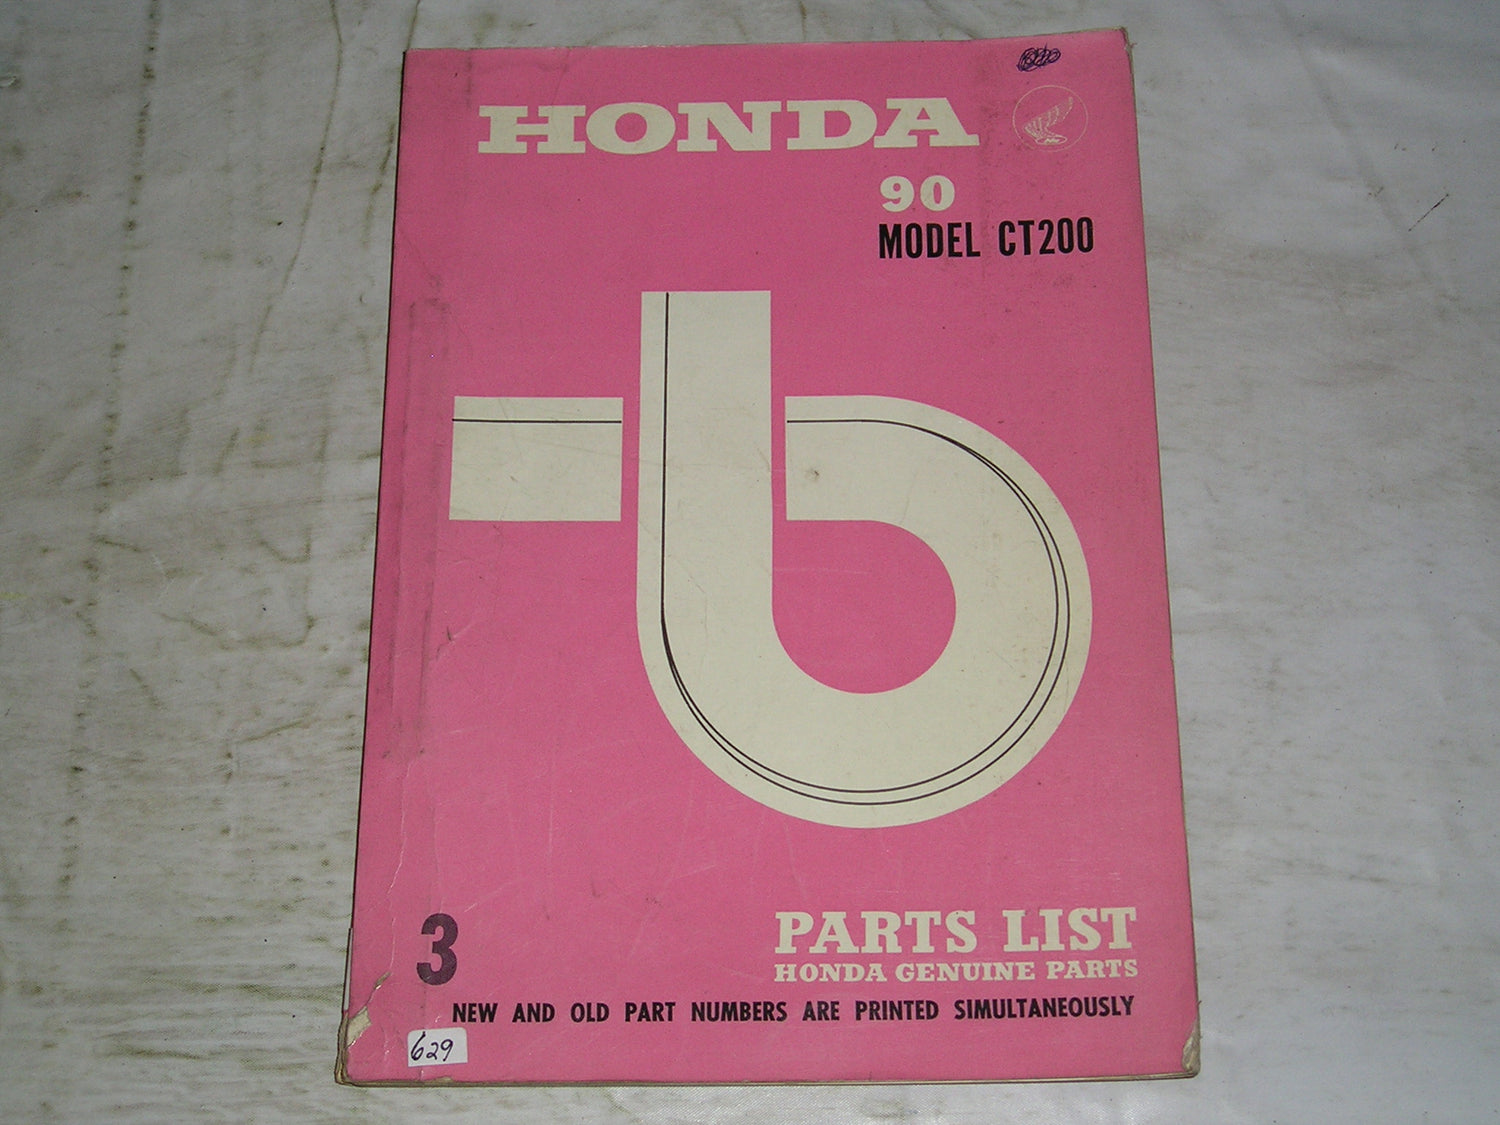 HONDA
90
MODEL CT200
PARTS LIST
HONDA GENUINE PARTS
3
NEW AND OLD PART NUMBERS ARE PRINTED SIMULTANEOUSLY
629